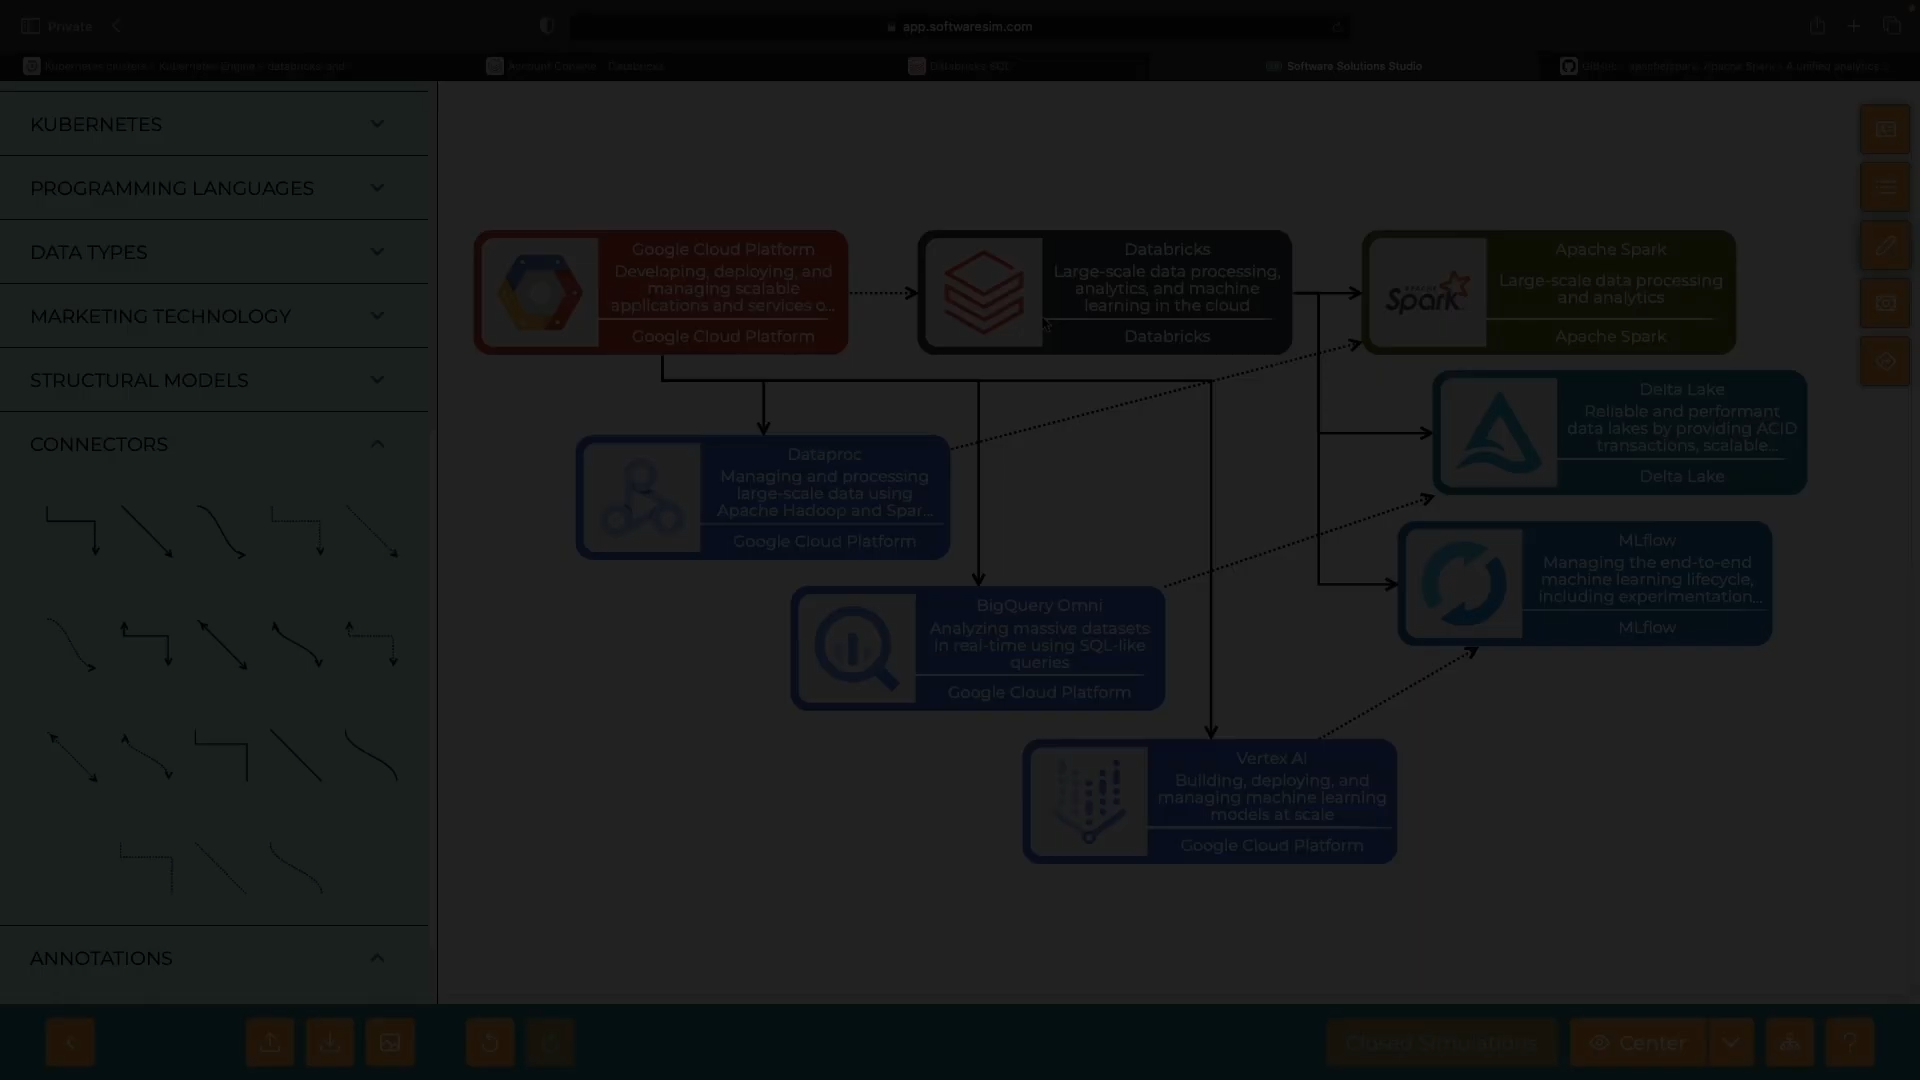 Private
app.softwaresim.com
Databricks SQL
Software Solutions Studio
KUBERNETES
PROGRAMMING LANGUAGES
DATA TYPES
MARKETING TECHNOLOGY
STRUCTURAL MODELS
CONNECTORS
ANNOTATIONS
Google Cloud Platform
Developing, deploying, and
managing scalable
applications and services o...
Google Cloud Platform
Databricks
Large-scale data processing,
analytics, and machine
learning in the cloud
Databricks
APACHE
Spark
Apache Spark
Large-scale data processing
and analytics
Apache Spark
Delta Lake
Reliable and performant
data lakes by providing ACID
transactions, scalable...
Delta Lake
Dataproc
Managing and processing
large-scale data using
Apache Hadoop and Spar...
Google Cloud Platform
MLflow
Managing the end-to-end
machine learning lifecycle,
including experimentation...
MLflow
BigQuery Omni
Analyzing massive datasets
in real-time using SQL-like
queries
Google Cloud Platform
Vertex AI
Building, deploying, and
managing machine learning
models at scale
Google Cloud Platform
Closed Simulations
Center
?